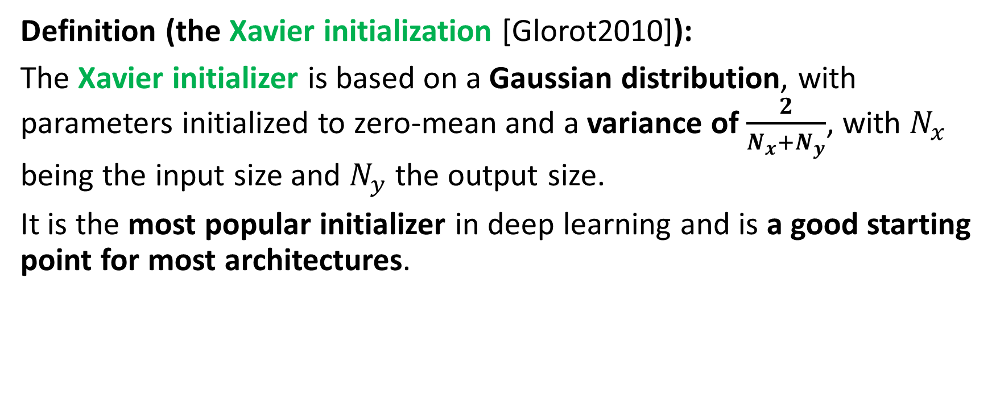 Definition (the Xavier initialization [Glorot2010]):
The Xavier initializer is based on a Gaussian distribution, with
parameters initialized to zero-mean and a variance of $\frac{2}{N_x+N_y}$, with $N_x$
being the input size and $N_y$ the output size.
It is the most popular initializer in deep learning and is a good starting
point for most architectures.